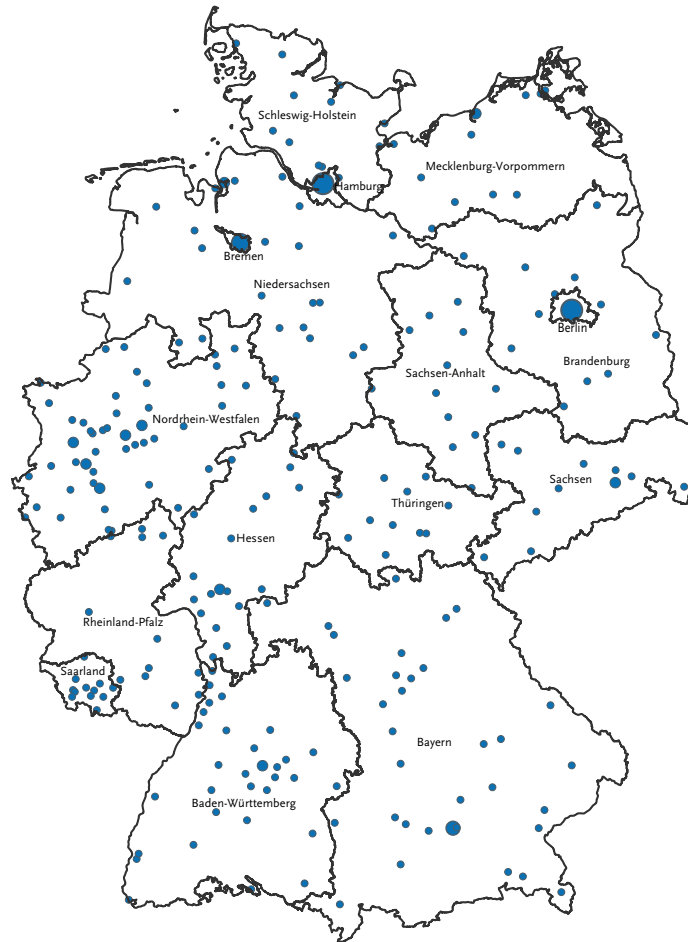 Schleswig-Holstein
Mecklenburg-Vorpommern
Hamburg
Bremen
Niedersachsen
Berlin
Brandenburg
Sachsen-Anhalt
Nordrhein-Westfalen
Sachsen
Thüringen
Hessen
Rheinland-Pfalz
Saarland
Bayern
Baden-Württemberg